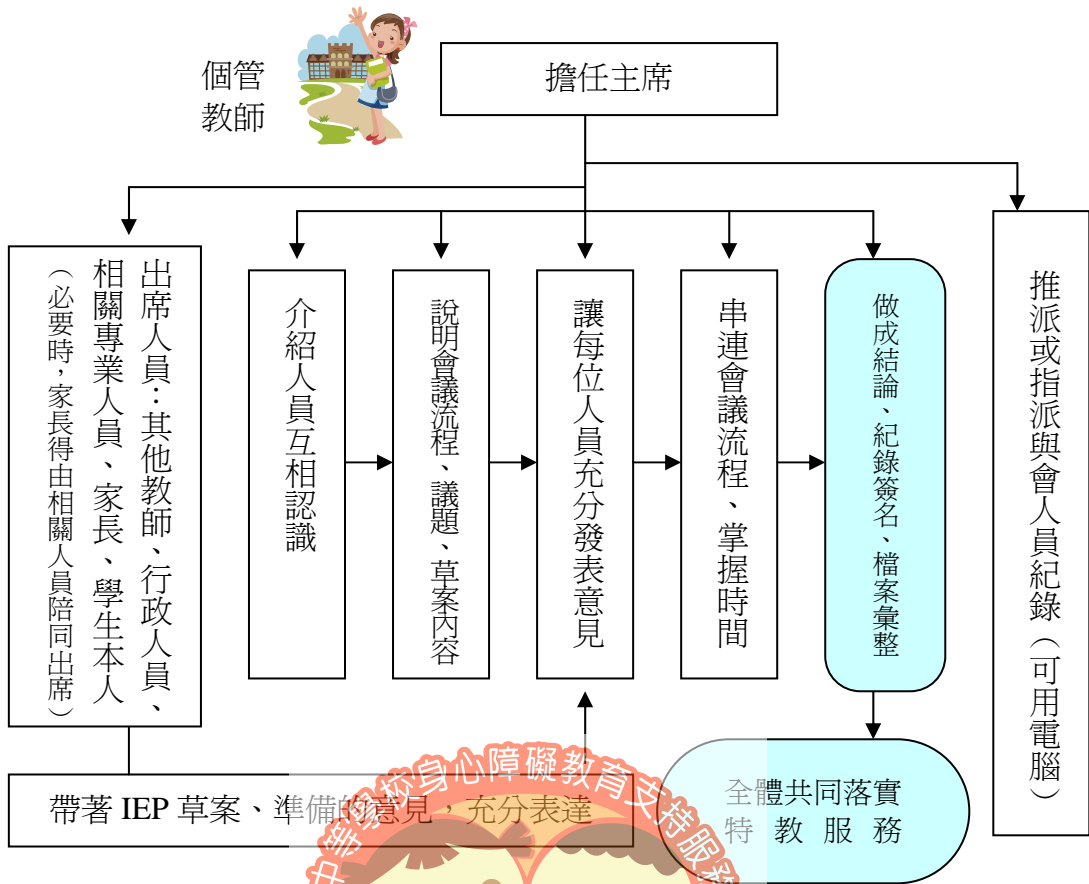 個管
教師
擔任主席
出席人員：其他教師、行政人員、
相關專業人員、家長、學生本人
（必要時，家長得由相關人員陪同出席）
介紹人員互相認識
說明會議流程、議題、草案內容
讓每位人員充分發表意見
串連會議流程、掌握時間
做成結論、紀錄簽名、檔案彙整
推派或指派與會人員紀錄（可用電腦）
帶著 IEP 草案、準備的意見，充分表達
全體共同落實
特教服務
中等學校身心障礙教育支持服務